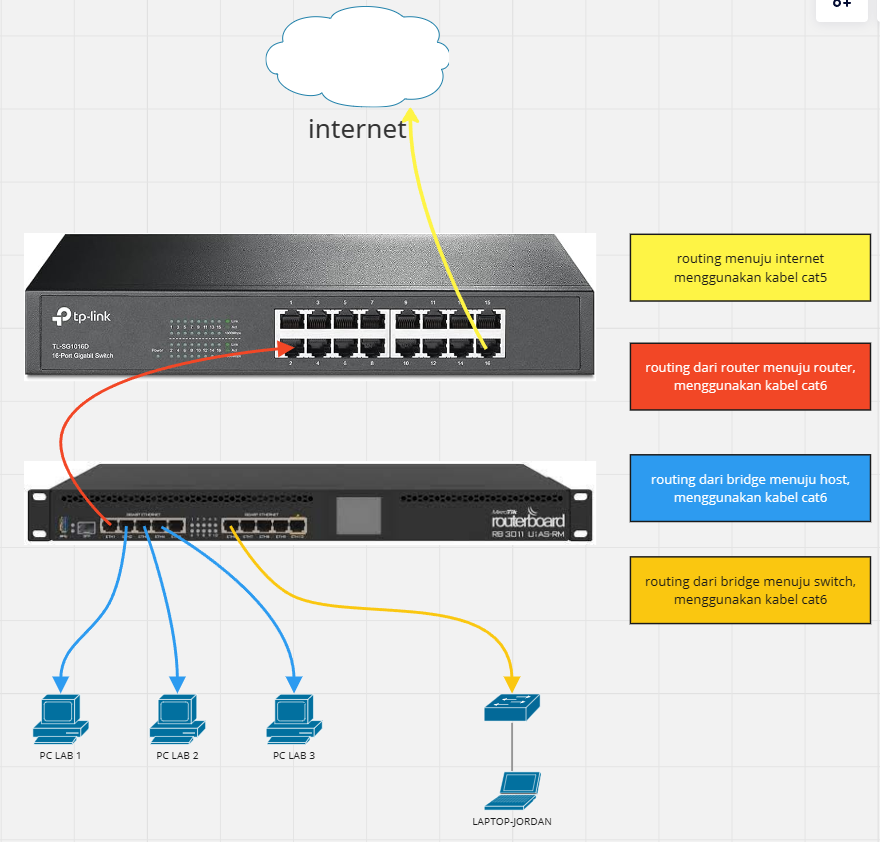 internet
1 3 5 7 9 11 13 15
tp-link
TL-SG1016D
16-Port Gigabit Switch
Power
2 4 6 8 10 12 14 16
routing menuju internet
menggunakan kabel cat5
routing dari router menuju router,
menggunakan kabel cat6
routing dari bridge menuju host,
menggunakan kabel cat6
routing dari bridge menuju switch,
menggunakan kabel cat6
MikroTik
routerboard
RB 3011 UiAS-RM
PC LAB 1
PC LAB 2
PC LAB 3
LAPTOP-JORDAN